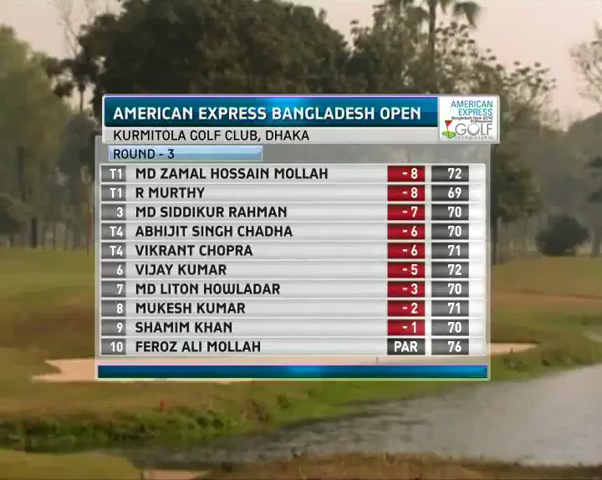 AMERICAN EXPRESS BANGLADESH OPEN
AMERICAN
EXPRESS
GOLF
KURMITOLA GOLF CLUB, DHAKA
ROUND - 3
T1 MD ZAMAL HOSSAIN MOLLAH - 8 72
T1 R MURTHY - 8 69
3 MD SIDDIKUR RAHMAN - 7 70
T4 ABHIJIT SINGH CHADHA - 6 70
T4 VIKRANT CHOPRA - 6 71
6 VIJAY KUMAR - 5 72
7 MD LITON HOWLADAR - 3 70
8 MUKESH KUMAR - 2 71
9 SHAMIM KHAN - 1 70
10 FEROZ ALI MOLLAH PAR 76